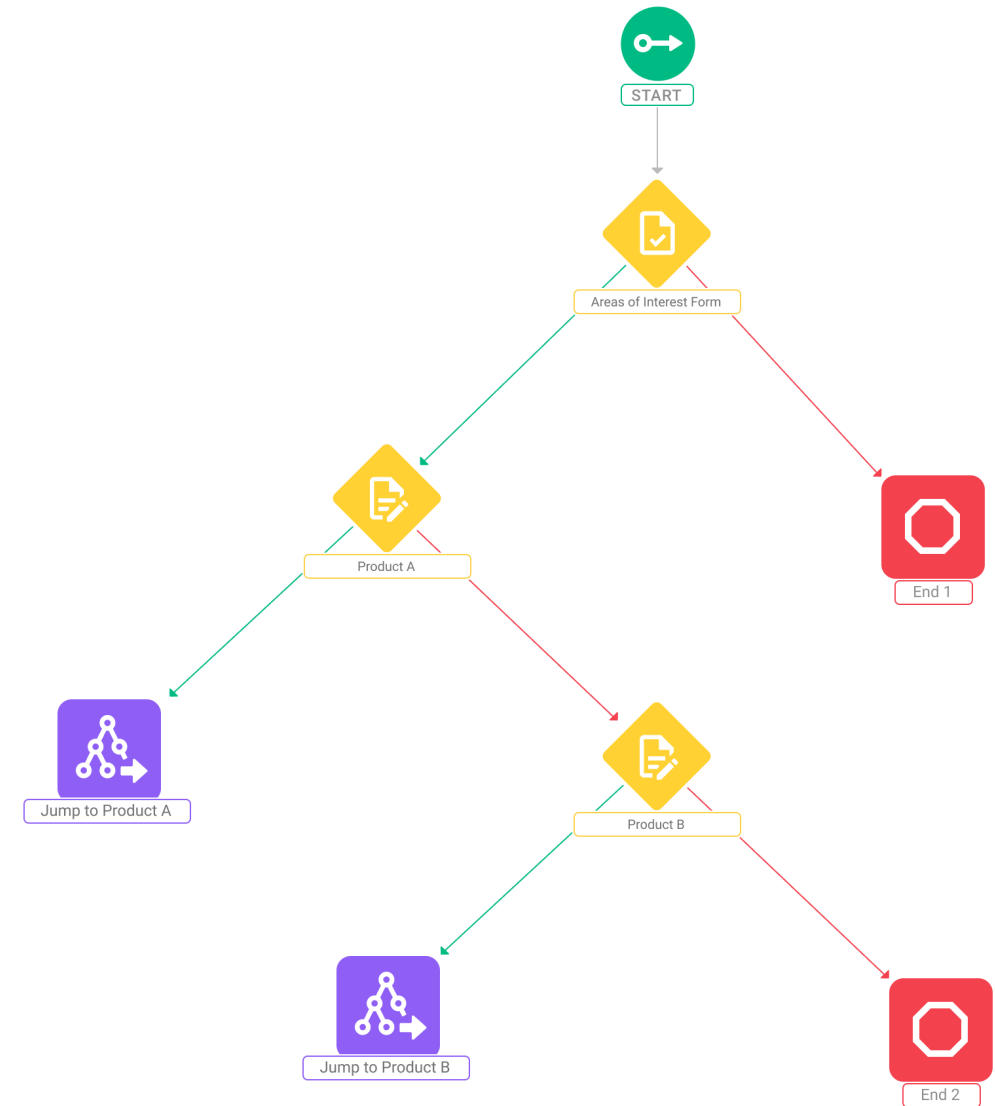 START
Areas of Interest Form
Product A
End 1
Jump to Product A
Product B
Jump to Product B
End 2